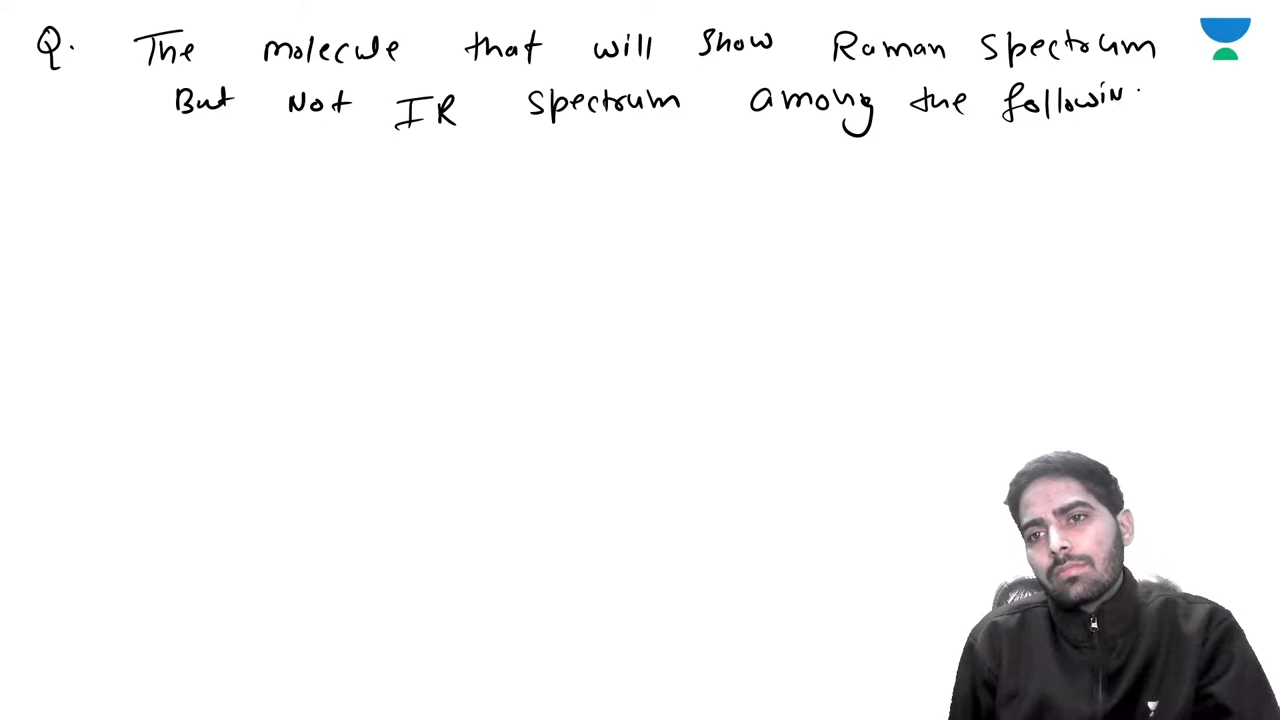 Q. The molecule that will show Raman Spectrum
But Not IR spectrum among the followin.